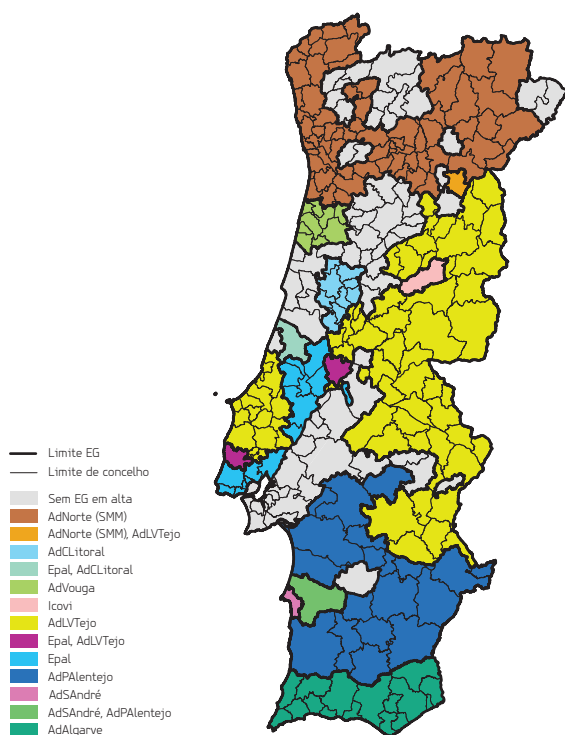 Limite EG
Limite de concelho
Sem EG em alta
AdNorte (SMM)
AdNorte (SMM), AdLVTejo
AdCLitoral
Epal, AdCLitoral
AdVouga
Icovi
AdLVTejo
Epal, AdLVTejo
Epal
AdPAlentejo
AdSAndré
AdSAndré, AdPAlentejo
AdAlgarve